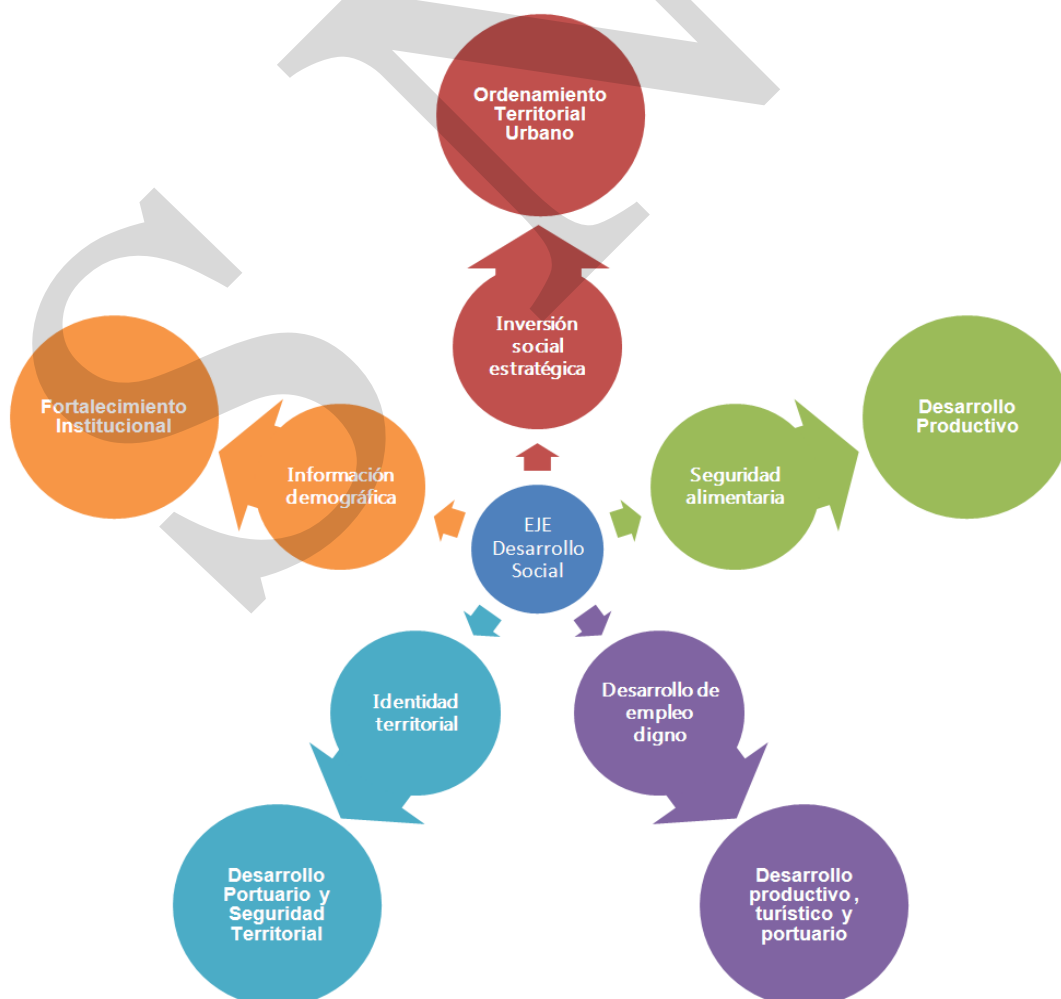 Ordenamiento
Territorial
Urbano
Inversión
social
estratégica
Fortalecimiento
Institucional
Desarrollo
Productivo
Información
demográfica
Seguridad
alimentaria
EJE
Desarrollo
Social
Identidad
territorial
Desarrollo de
empleo
digno
Desarrollo
Portuario y
Seguridad
Territorial
Desarrollo
productivo ,
turístico y
portuario